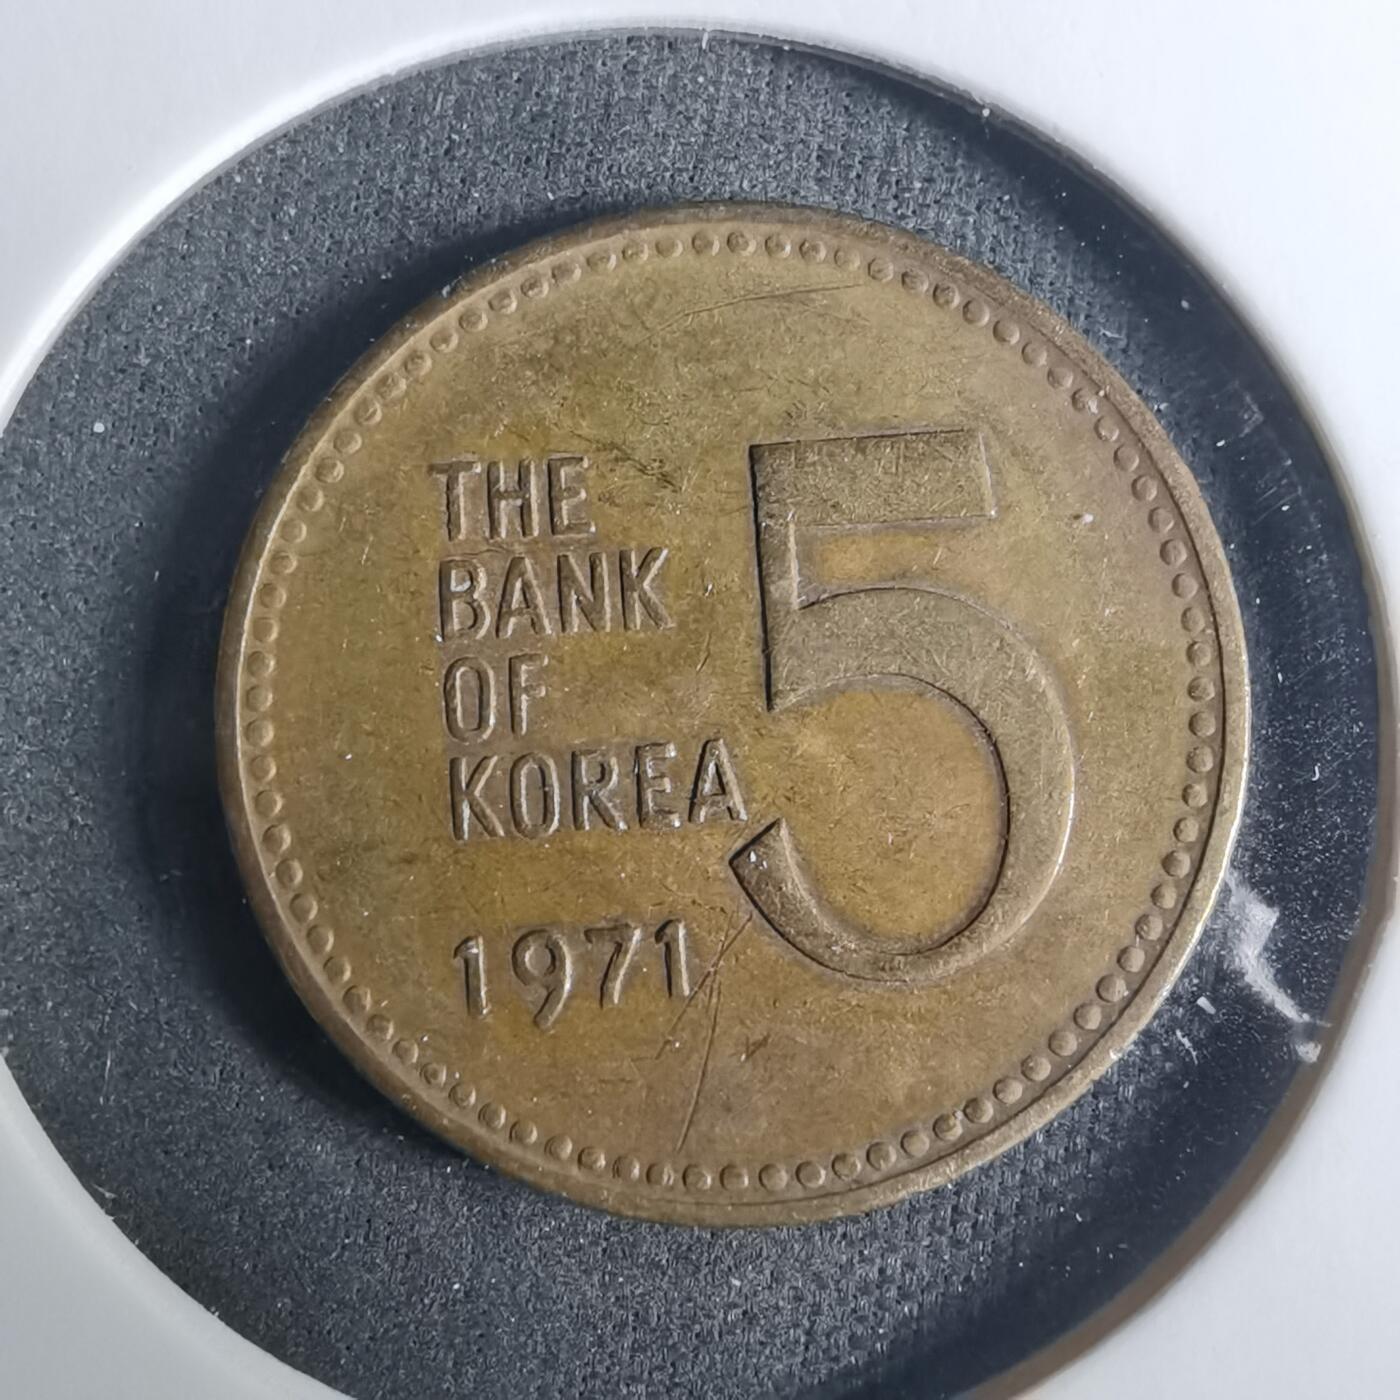 THE
BANK
OF
KOREA
1971
5